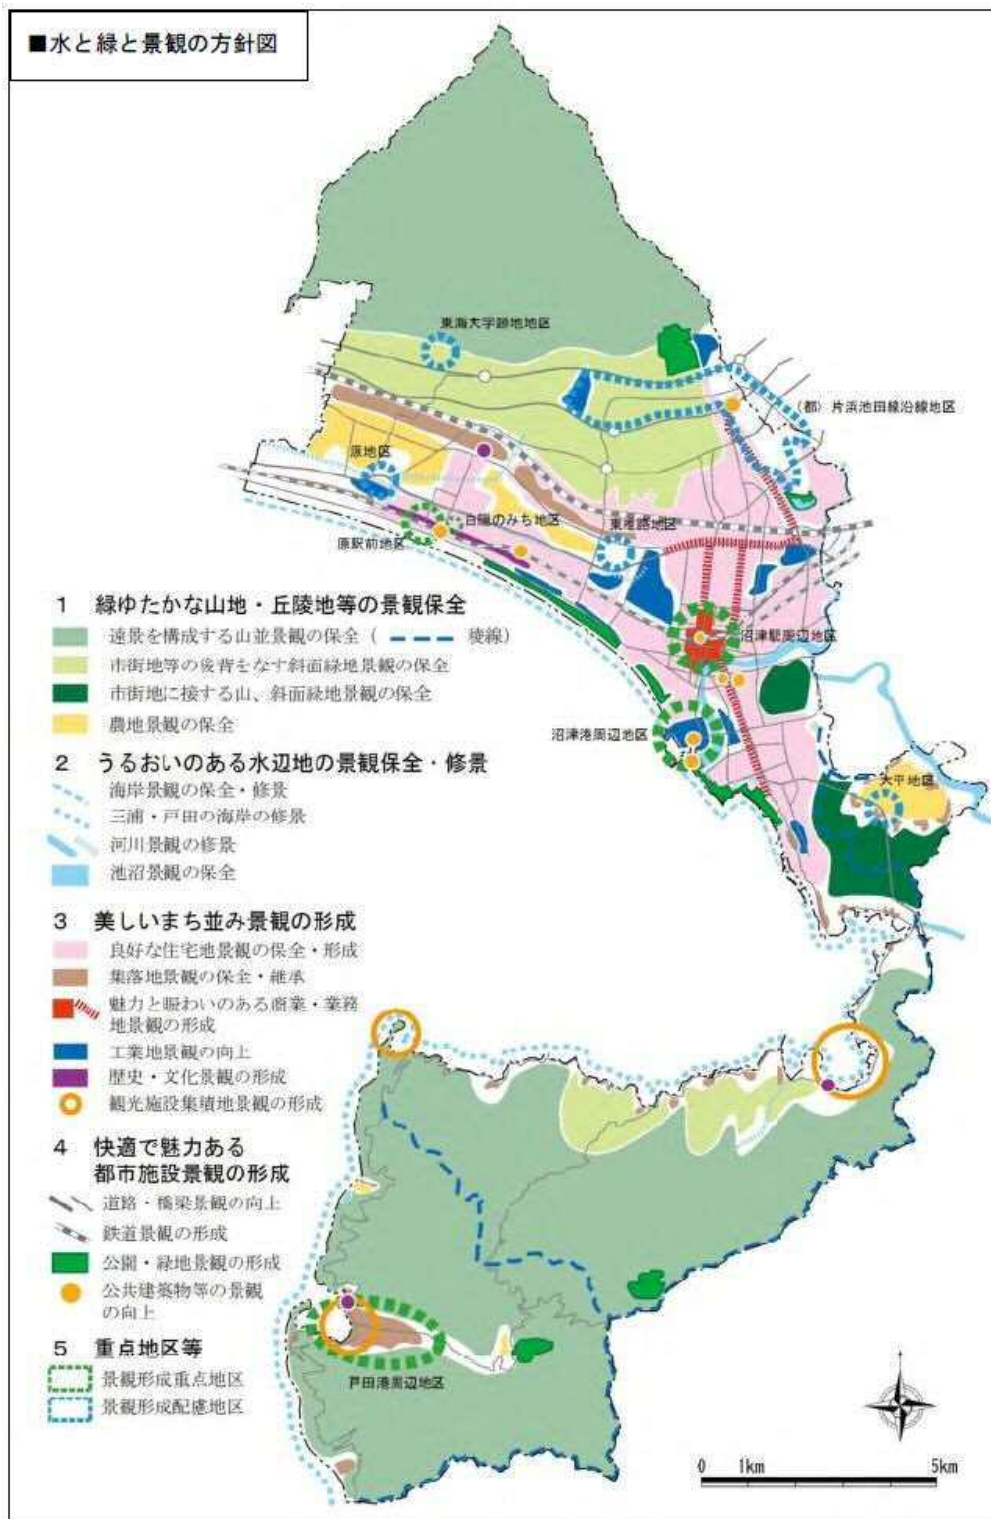 ■水と緑と景観の方針図
東海大学跡地地区
(都)片浜池田線沿線地区
原地区
白隠のみち地区
東椎路地区
原駅前地区
1 緑ゆたかな山地・丘陵地等の景観保全
遠景を構成する山並景観の保全( 稜線)
沼津駅周辺地区
市街地等の後背をなす斜面緑地景観の保全
市街地に接する山、斜面緑地景観の保全
農地景観の保全
沼津港周辺地区
2 うるおいのある水辺地の景観保全・修景
大平地区
海岸景観の保全・修景
三浦・戸田の海岸の修景
河川景観の修景
池沼景観の保全
3 美しいまち並み景観の形成
良好な住宅地景観の保全・形成
集落地景観の保全・継承
魅力と賑わいのある商業・業務
地景観の形成
工業地景観の向上
歴史・文化景観の形成
観光施設集積地景観の形成
4 快適で魅力ある
都市施設景観の形成
道路・橋梁景観の向上
鉄道景観の形成
公園・緑地景観の形成
公共建築物等の景観
の向上
5 重点地区等
景観形成重点地区
景観形成配慮地区
戸田港周辺地区
0 1km 5km